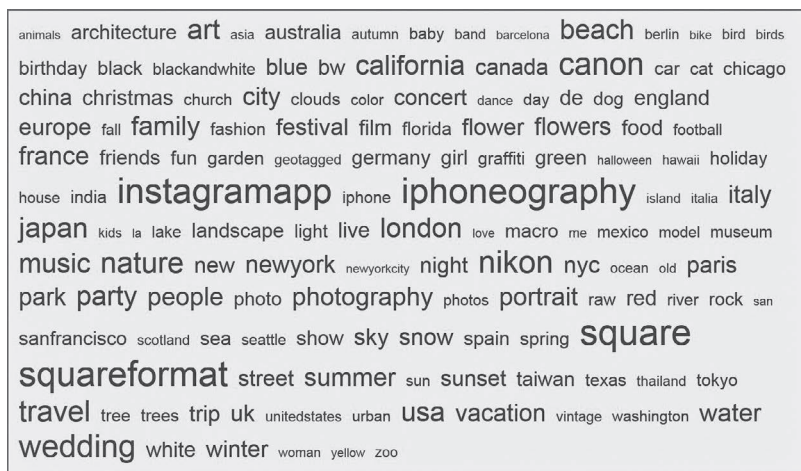 animals architecture art asia australia autumn baby band barcelona beach berlin bike bird birds
birthday black blackandwhite blue bw california canada canon car cat chicago
china christmas church city clouds color concert dance day de dog england
europe fall family fashion festival film florida flower flowers food football
france friends fun garden geotagged germany girl graffiti green halloween hawaii holiday
house india instagramapp iphone iphoneography island italia italy
japan kids la lake landscape light live london love macro me mexico model museum
music nature new newyork newyorkcity night nikon nyc ocean old paris
park party people photo photography photos portrait raw red river rock san
sanfrancisco scotland sea seattle show sky snow spain spring square
squareformat street summer sun sunset taiwan texas thailand tokyo
travel tree trees trip uk unitedstates urban usa vacation vintage washington water
wedding white winter woman yellow zoo